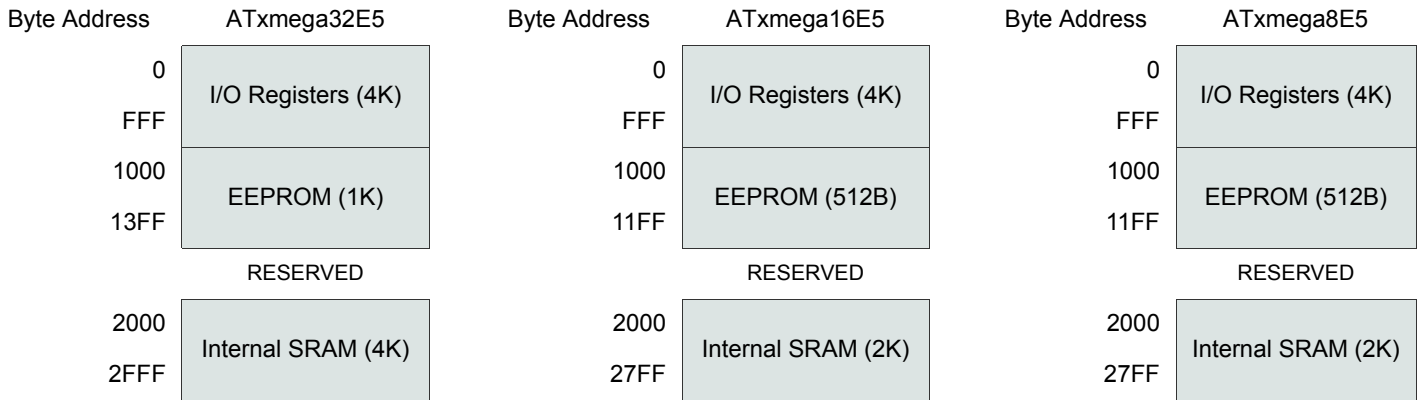 Byte Address ATxmega32E5 Byte Address ATxmega16E5 Byte Address ATxmega8E5
0 0 0
I/O Registers (4K) I/O Registers (4K) I/O Registers (4K)
FFF FFF FFF
1000 1000 1000
EEPROM (1K) EEPROM (512B) EEPROM (512B)
13FF 11FF 11FF
RESERVED RESERVED RESERVED
2000 2000 2000
Internal SRAM (4K) Internal SRAM (2K) Internal SRAM (2K)
2FFF 27FF 27FF